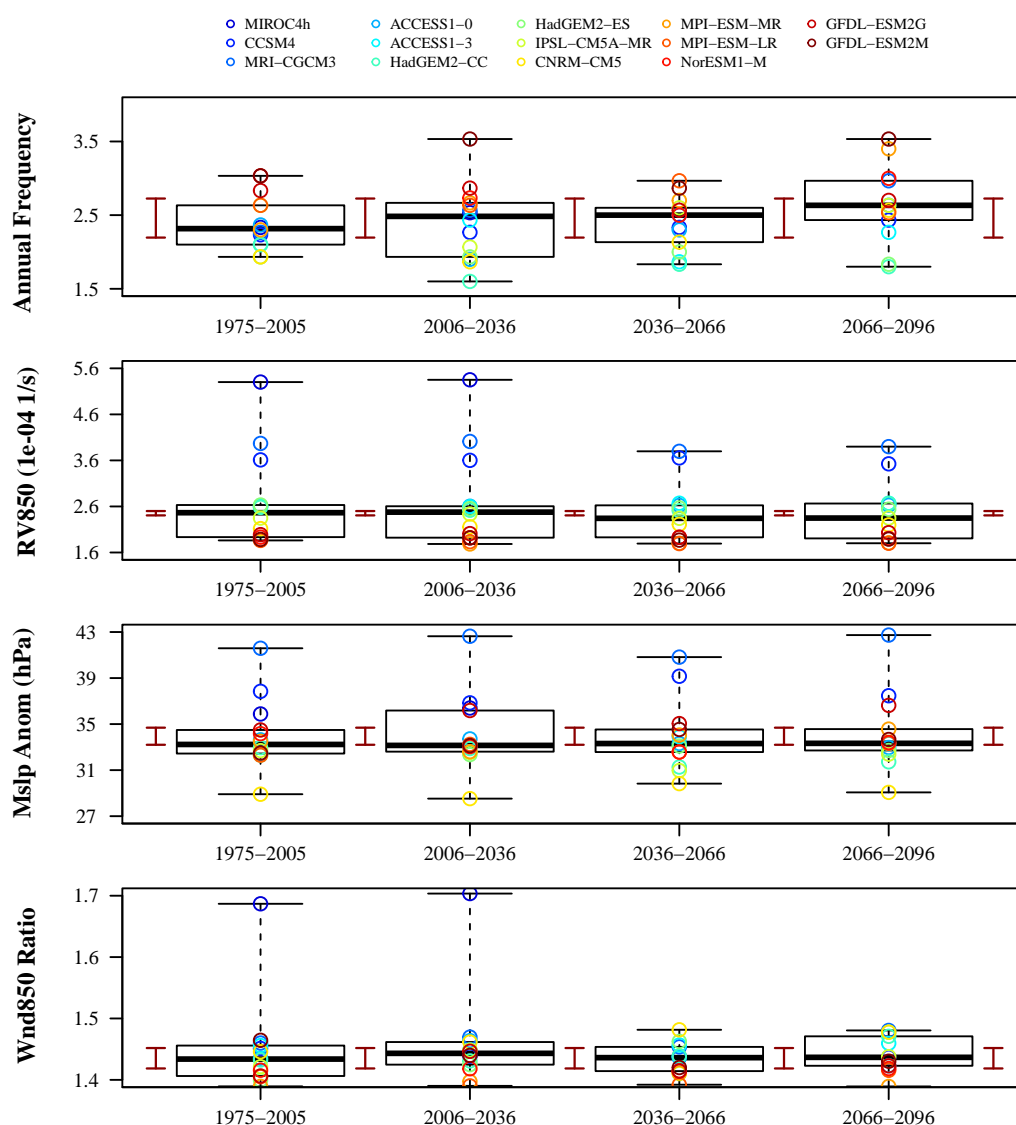 MIROC4h ACCESS1−0 HadGEM2−ES MPI−ESM−MR GFDL−ESM2G
CCSM4 ACCESS1−3 IPSL−CM5A−MR MPI−ESM−LR GFDL−ESM2M
MRI−CGCM3 HadGEM2−CC CNRM−CM5 NorESM1−M
Annual Frequency
3.5
2.5
1.5
1975−2005 2006−2036 2036−2066 2066−2096
RV850 (1e-04 1/s)
5.6
4.6
3.6
2.6
1.6
1975−2005 2006−2036 2036−2066 2066−2096
Mslp Anom (hPa)
43
39
35
31
27
1975−2005 2006−2036 2036−2066 2066−2096
Wnd850 Ratio
1.7
1.6
1.5
1.4
1975−2005 2006−2036 2036−2066 2066−2096